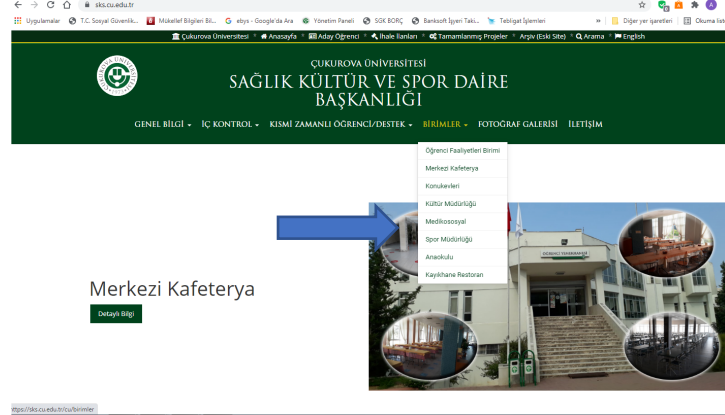 sks.cu.edu.tr
Uygulamalar T.C. Sosyal Güvenlik... Mükellef Bilgileri Bil... ebys - Google'da Ara Yönetim Paneli SGK BORÇ Banksoft İşyeri Taki... Tebligat İşlemleri » Diğer yer işaretleri Okuma liste
Çukurova Üniversitesi * Anasayfa * Aday Öğrenci * İhale İlanları * Tamamlanmış Projeler * Arşiv (Eski Site) * Arama * English
ÇUKUROVA ÜNİVERSİTESİ
SAĞLIK KÜLTÜR VE SPOR DAİRE
BAŞKANLIĞI
GENEL BİLGİ İÇ KONTROL KISMİ ZAMANLI ÖĞRENCİ/DESTEK BİRİMLER FOTOĞRAF GALERİSİ İLETİŞİM
Öğrenci Faaliyetleri Birimi
Merkezi Kafeterya
Konukevleri
Kültür Müdürlüğü
Medikososyal
Spor Müdürlüğü
Anaokulu
Kayıkhane Restoran
ÖĞRENCİ YEMEKHANESİ
Merkezi Kafeterya
Detaylı Bilgi
https://sks.cu.edu.tr/cu/birimler